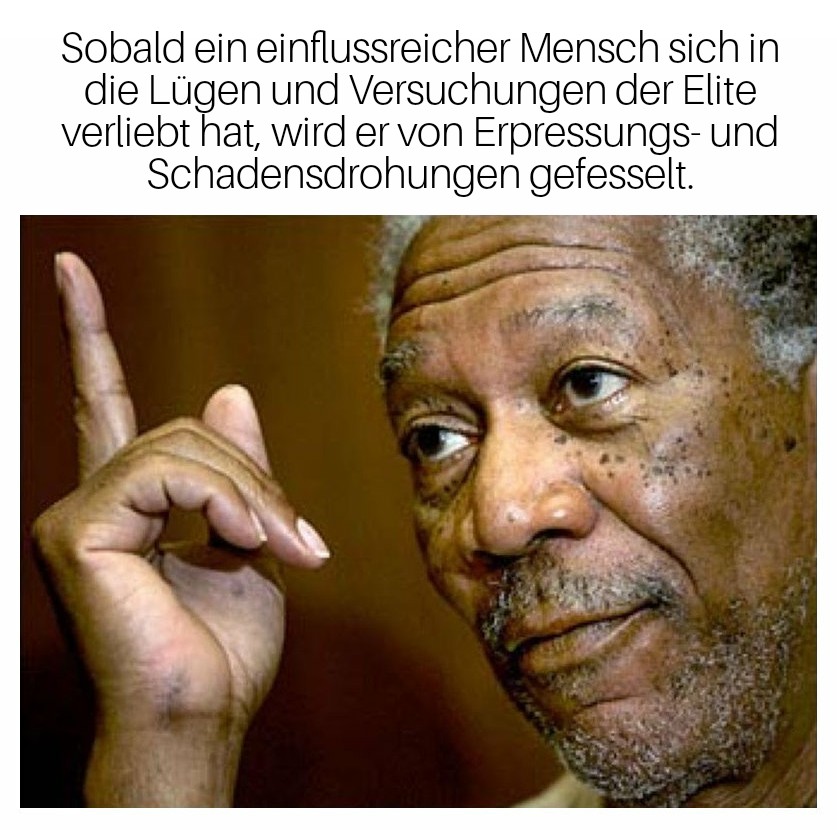 Sobald ein einflussreicher Mensch sich in
die Lügen und Versuchungen der Elite
verliebt hat, wird er von Erpressungs- und
Schadensdrohungen gefesselt.